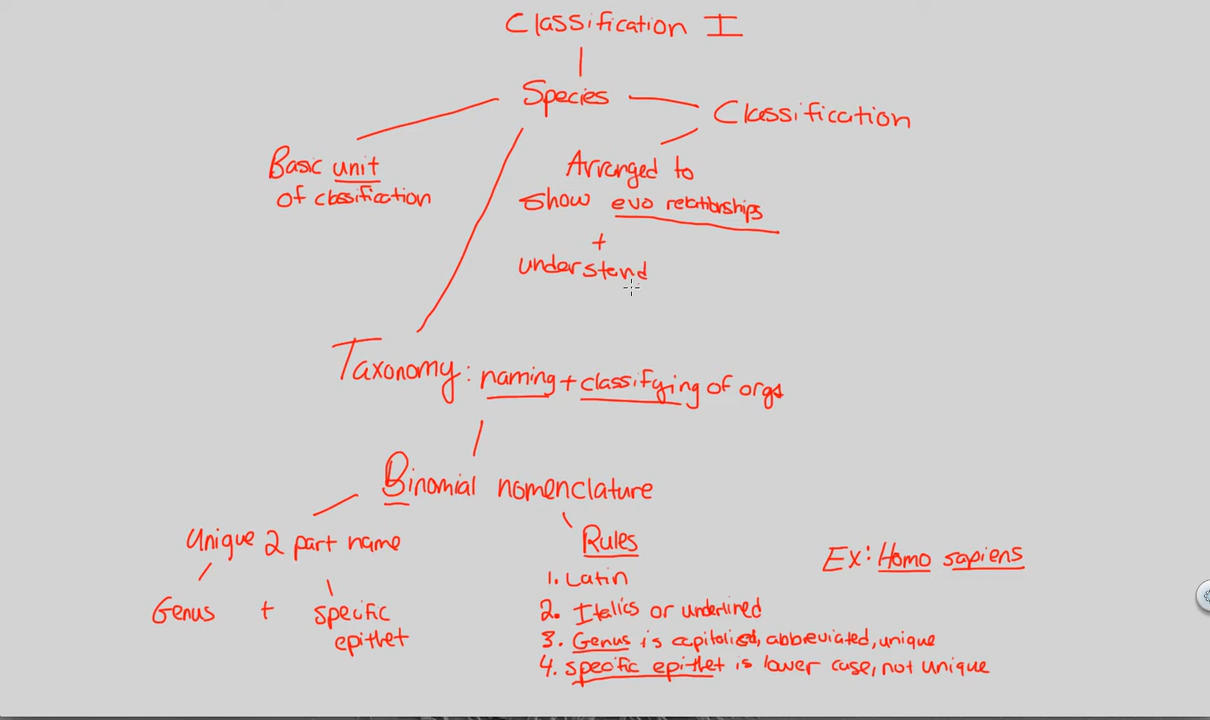 Classification I
Species
Classification
Basic unit
of classification
Arranged to
show evo relationships
+
understand
Taxonomy: naming + classifying of orgs
Binomial nomenclature
Unique 2 part name
Genus + specific
epithet
Rules
1. Latin
2. Italics or underlined
3. Genus is capitalised, abbreviated, unique
4. specific epithet is lower case, not unique
Ex: Homo sapiens